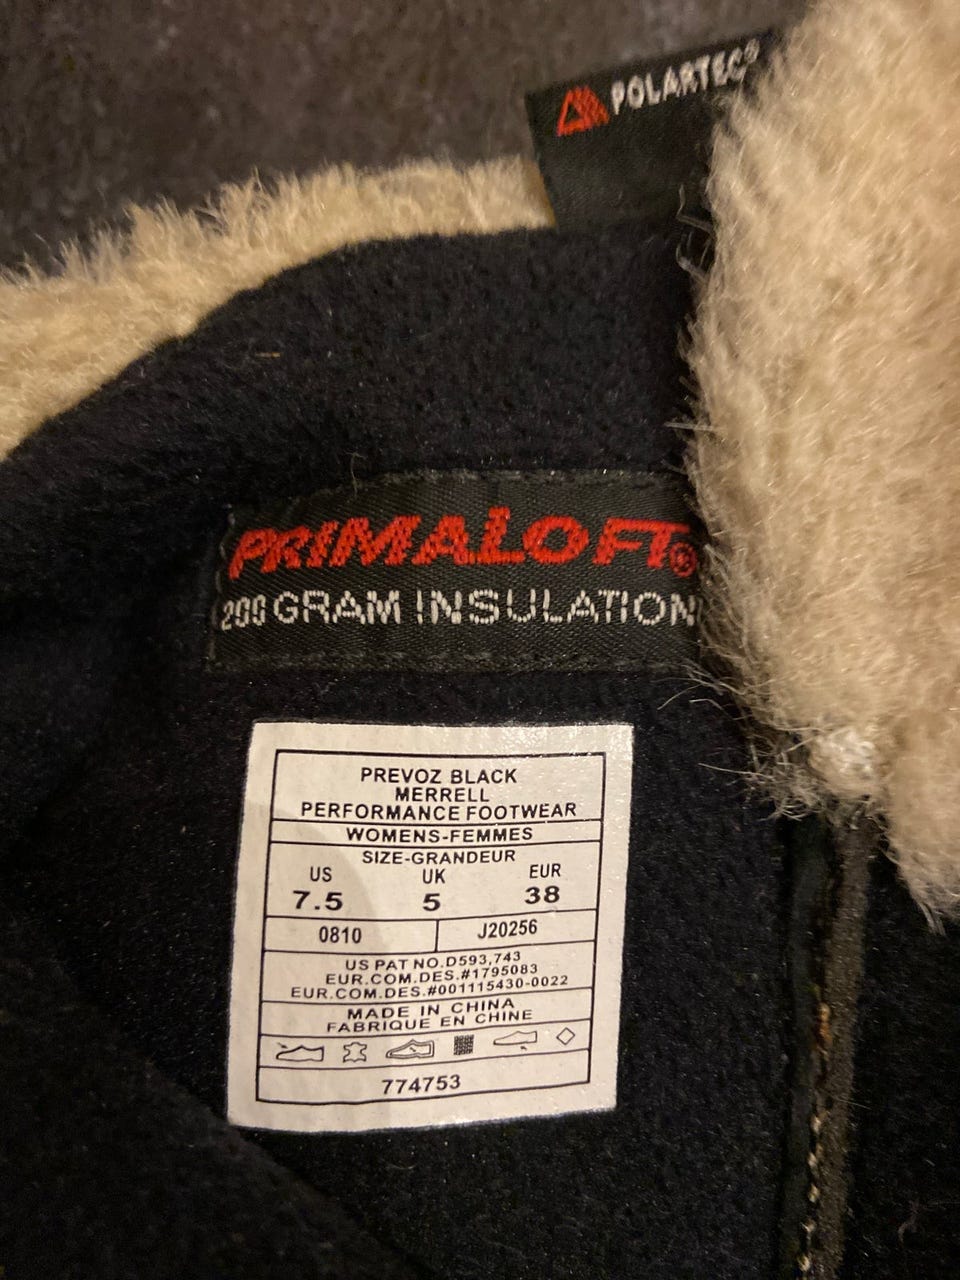 POLARTEC®
PRIMALOFT®
200 GRAM INSULATION
PREVOZ BLACK
MERRELL
PERFORMANCE FOOTWEAR
WOMENS-FEMMES
SIZE-GRANDEUR
US UK EUR
7.5 5 38
0810 J20256
US PAT NO.D593,743
EUR.COM.DES.#1795083
EUR.COM.DES.#001115430-0022
MADE IN CHINA
FABRIQUE EN CHINE
774753